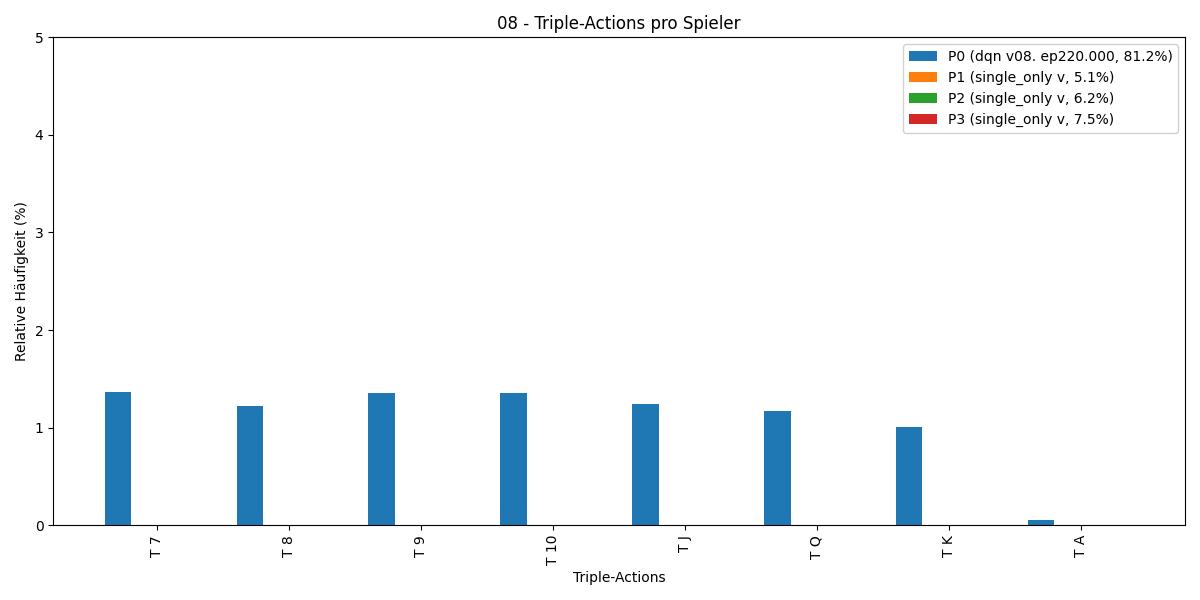 08 - Triple-Actions pro Spieler
P0 (dqn v08. ep220.000, 81.2%)
P1 (single_only v, 5.1%)
P2 (single_only v, 6.2%)
P3 (single_only v, 7.5%)
Relative Häufigkeit (%)
5
4
3
2
1
0
T 7
T 8
T 9
T 10
T J
T Q
T K
T A
Triple-Actions